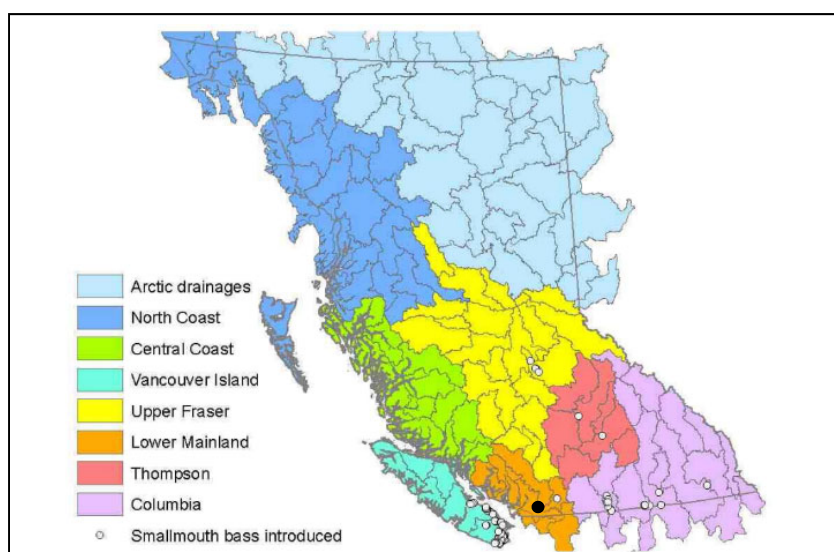 Arctic drainages
North Coast
Central Coast
Vancouver Island
Upper Fraser
Lower Mainland
Thompson
Columbia
Smallmouth bass introduced